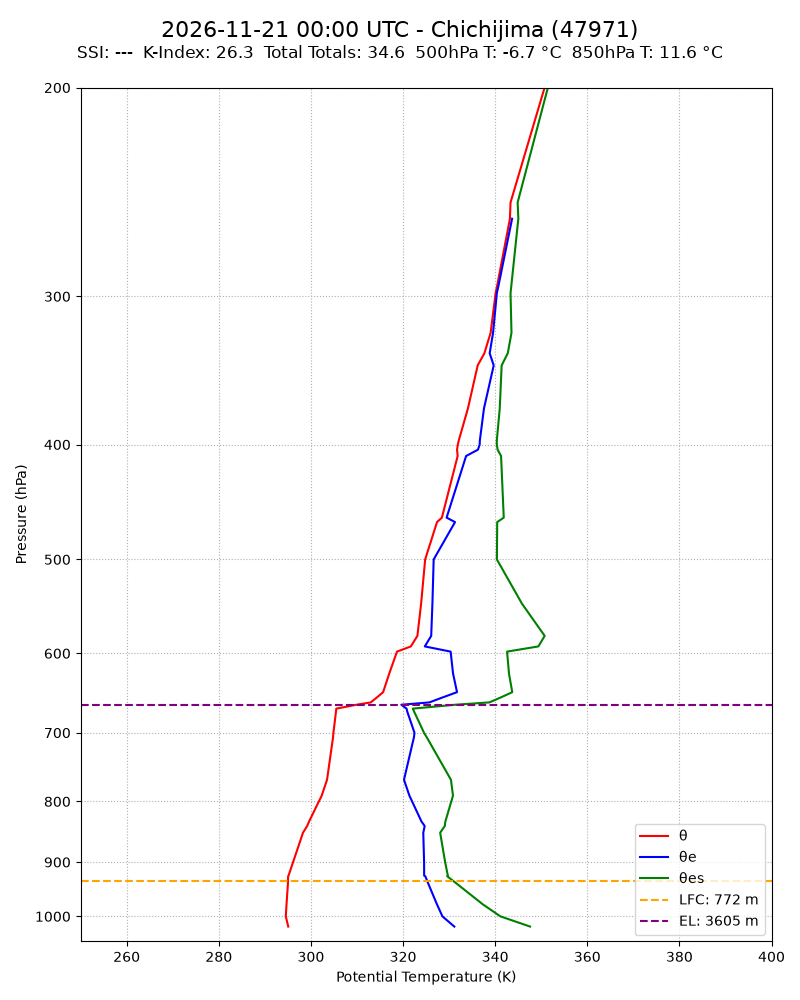 2026-11-21 00:00 UTC - Chichijima (47971)
SSI: ---  K-Index: 26.3  Total Totals: 34.6  500hPa T: -6.7 °C  850hPa T: 11.6 °C
200
300
400
500
600
700
800
900
1000
Pressure (hPa)
260
280
300
320
340
360
380
400
Potential Temperature (K)
θ
θe
θes
LFC: 772 m
EL: 3605 m